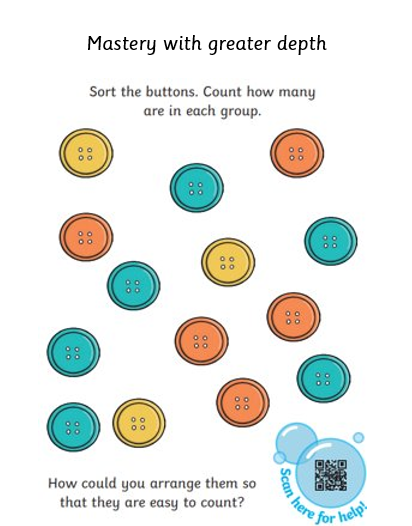 Mastery with greater depth
Sort the buttons. Count how many
are in each group.
How could you arrange them so
that they are easy to count?
Scan here for help!